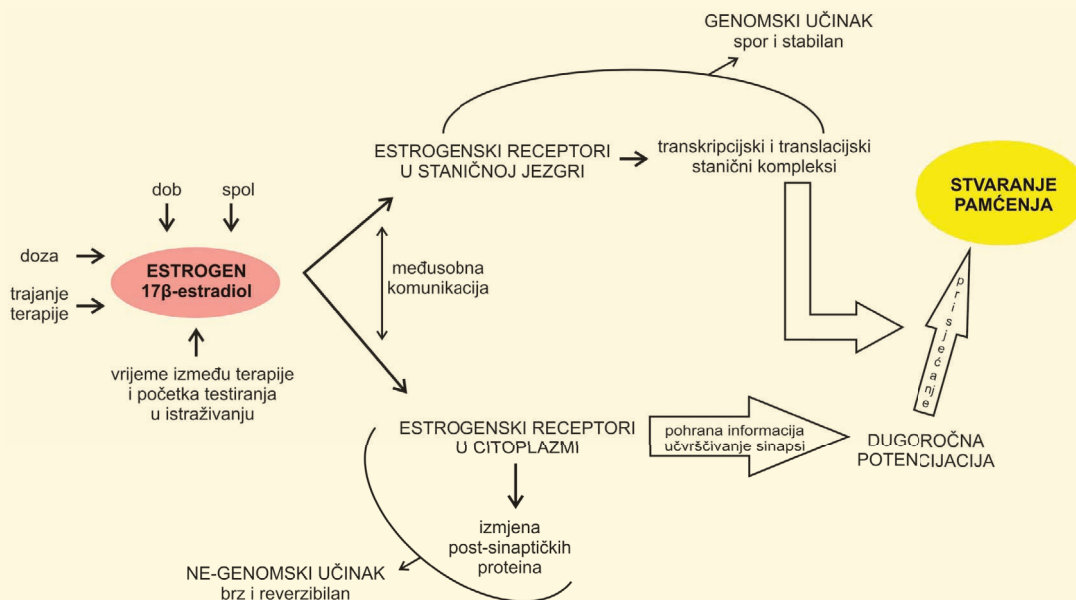 GENOMSKI UČINAK
spor i stabilan
ESTROGENSKI RECEPTORI
U STANIČNOJ JEZGRI
transkripcijski i translacijski
stanični kompleksi
STVARANJE
PAMĆENJA
dob
spol
doza
trajanje
terapije
ESTROGEN
17β-estradiol
međusobna
komunikacija
vrijeme između terapije
i početka testiranja
u istraživanju
prisjećanje
ESTROGENSKI RECEPTORI
U CITOPLAZMI
pohrana informacija
učvrščivanje sinapsi
DUGOROČNA
POTENCIJACIJA
izmjena
post-sinaptičkih
proteina
NE-GENOMSKI UČINAK
brz i reverzibilan